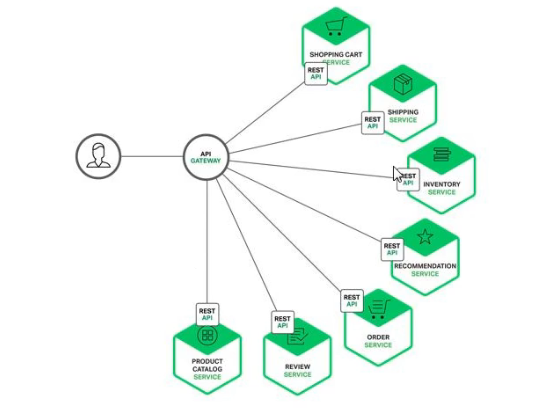 SHOPPING CART
SERVICE
REST
API
SHIPPING
SERVICE
REST
API
API
GATEWAY
REST
API
INVENTORY
SERVICE
REST
API
RECOMMENDATION
SERVICE
REST
API
ORDER
SERVICE
REST
API
REVIEW
SERVICE
REST
API
PRODUCT
CATALOG
SERVICE